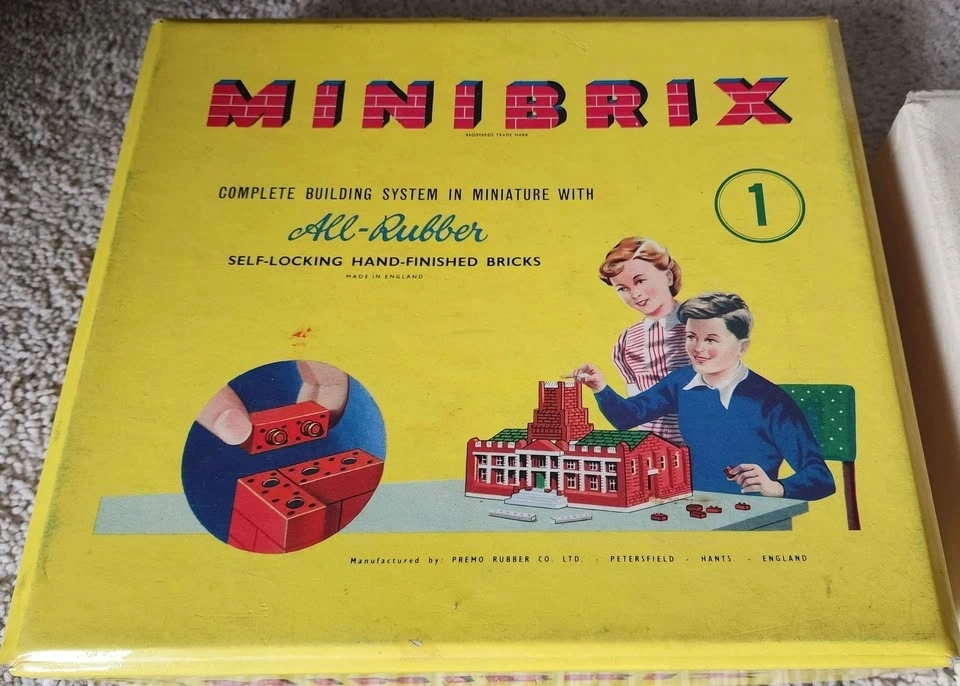 MINIBRIX
REGISTERED TRADE MARK
COMPLETE BUILDING SYSTEM IN MINIATURE WITH
All-Rubber
SELF-LOCKING HAND-FINISHED BRICKS
MADE IN ENGLAND
1
Manufactured by: PREMO RUBBER CO. LTD. - PETERSFIELD - HANTS. - ENGLAND